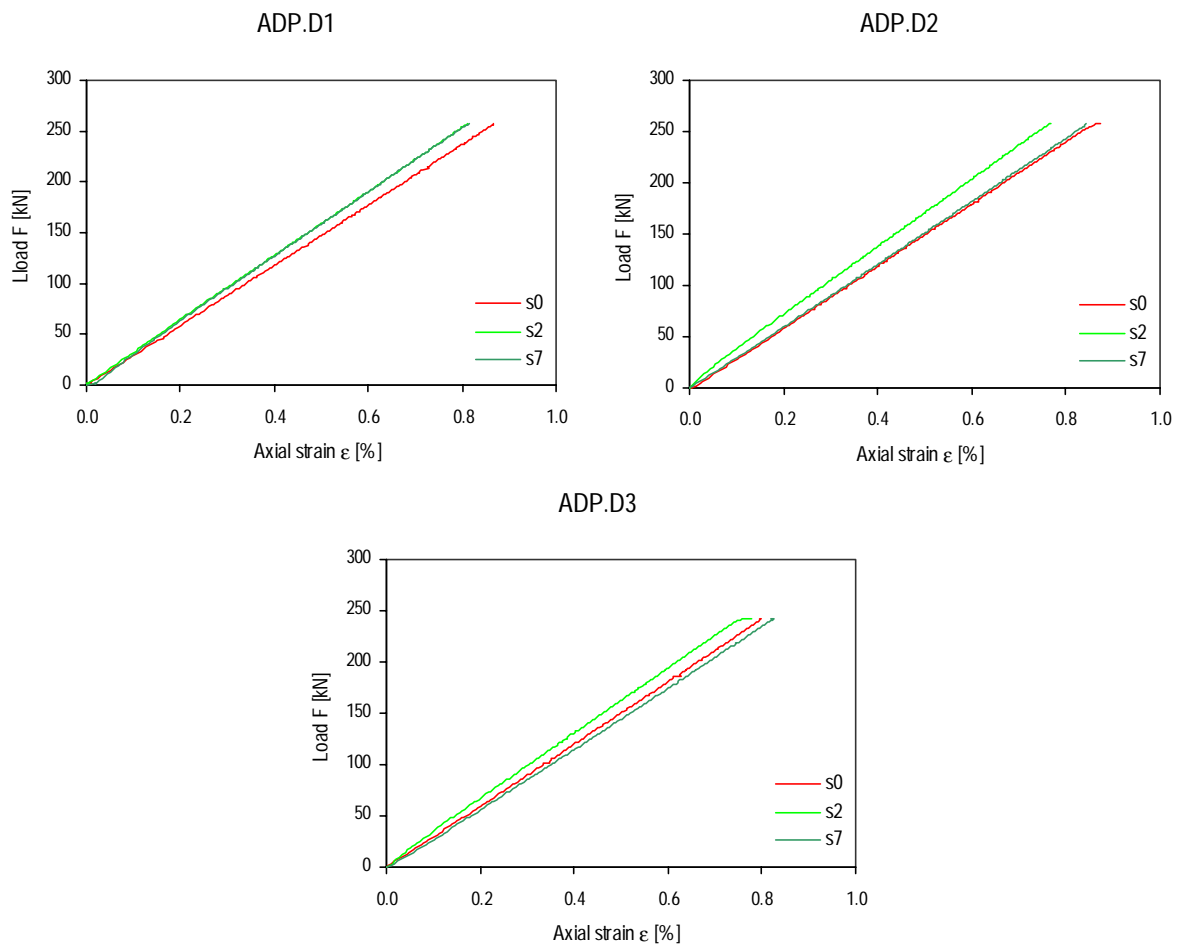 ADP.D1
300
250
200
150
100
50
0
Lload F [kN]
s0
s2
s7
0.0 0.2 0.4 0.6 0.8 1.0
Axial strain ε [%]
ADP.D2
300
250
200
150
100
50
0
Load F [kN]
s0
s2
s7
0.0 0.2 0.4 0.6 0.8 1.0
Axial strain ε [%]
ADP.D3
300
250
200
150
100
50
0
Load F [kN]
s0
s2
s7
0.0 0.2 0.4 0.6 0.8 1.0
Axial strain ε [%]